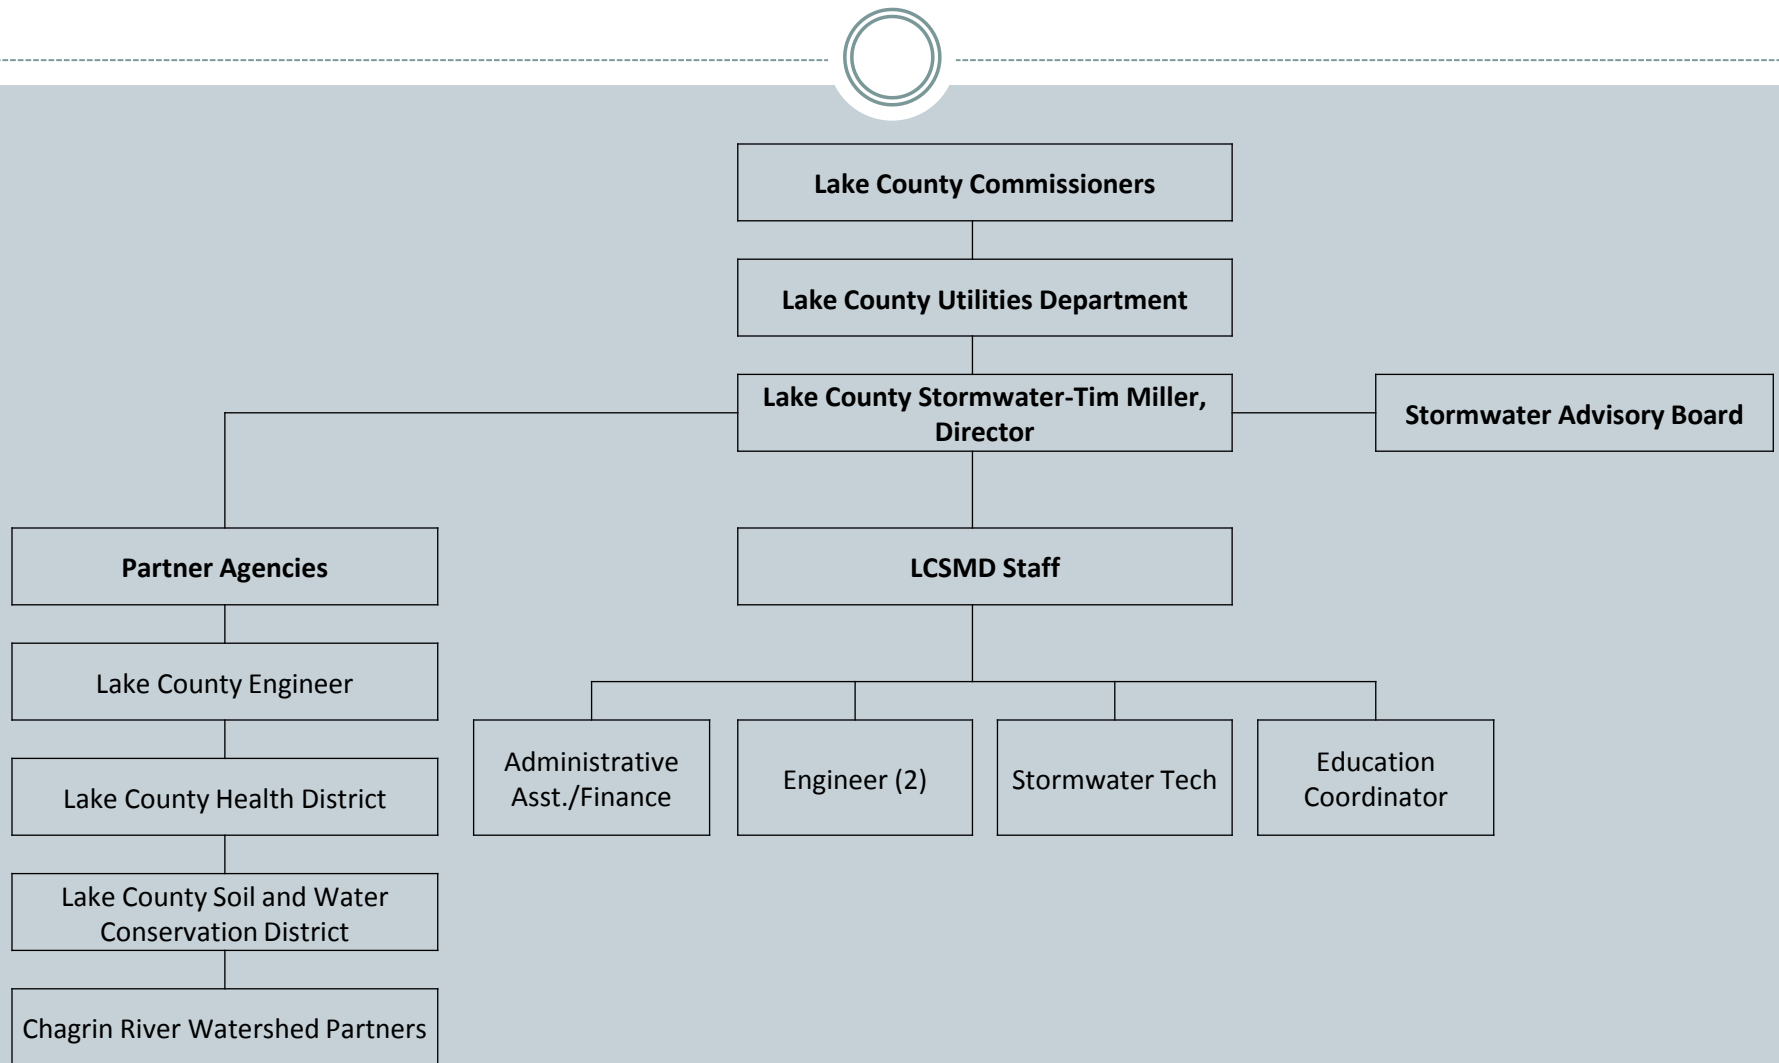 Lake County Commissioners
Lake County Utilities Department
Lake County Stormwater-Tim Miller,
Director
Stormwater Advisory Board
Partner Agencies
LCSMD Staff
Lake County Engineer
Administrative
Asst./Finance
Engineer (2)
Stormwater Tech
Education
Coordinator
Lake County Health District
Lake County Soil and Water
Conservation District
Chagrin River Watershed Partners